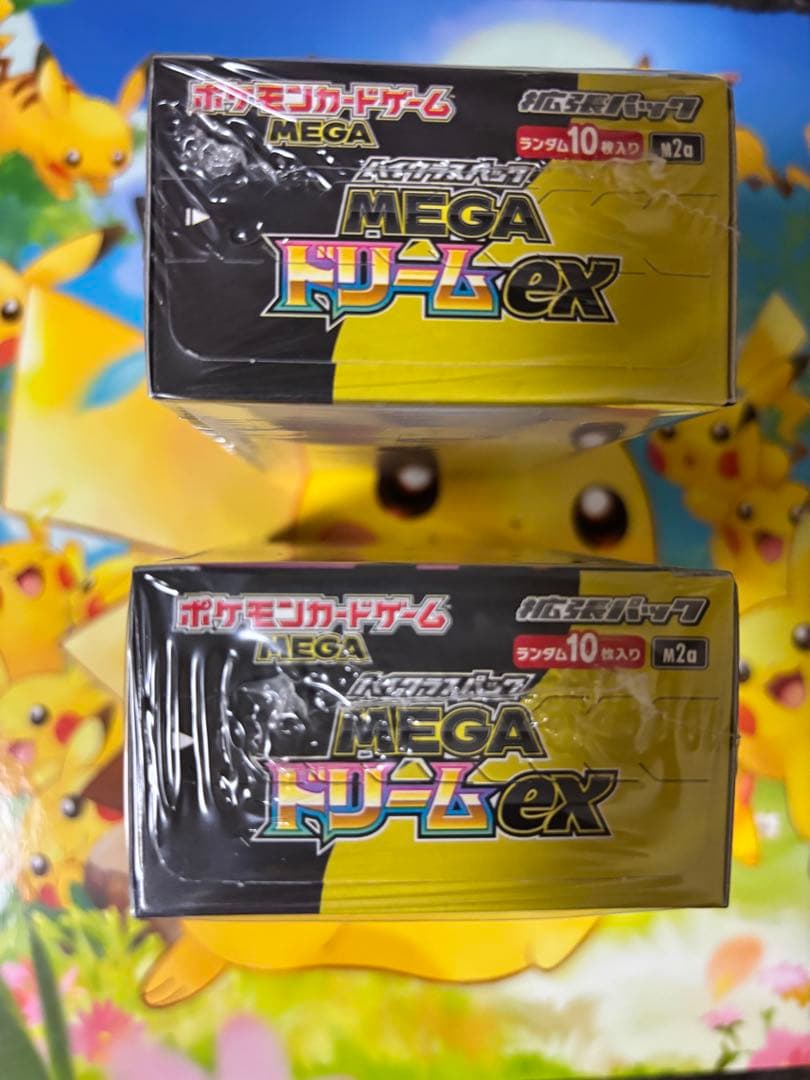 ポケモンカードゲーム
MEGA
拡張パック
ランダム10枚入り M2a
ハイクラスパック
MEGA
ドリームex
ポケモンカードゲーム
MEGA
拡張パック
ランダム10枚入り M2a
ハイクラスパック
MEGA
ドリームex